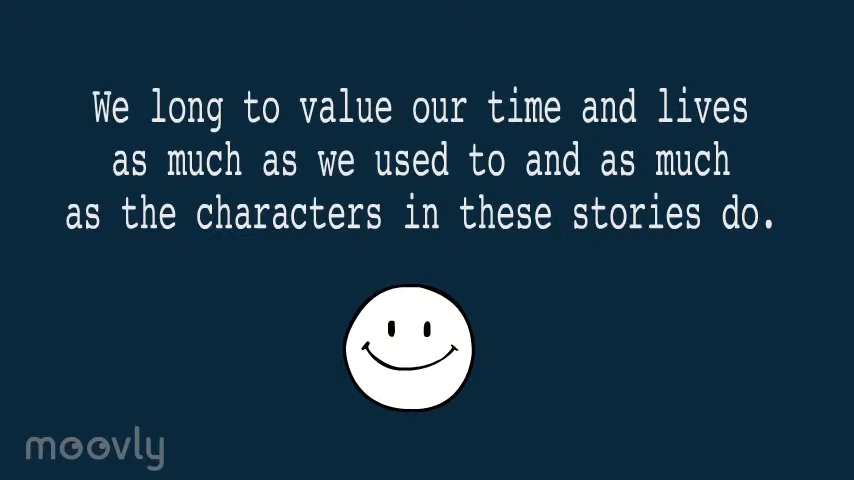 We long to value our time and lives
as much as we used to and as much
as the characters in these stories do.
moovly